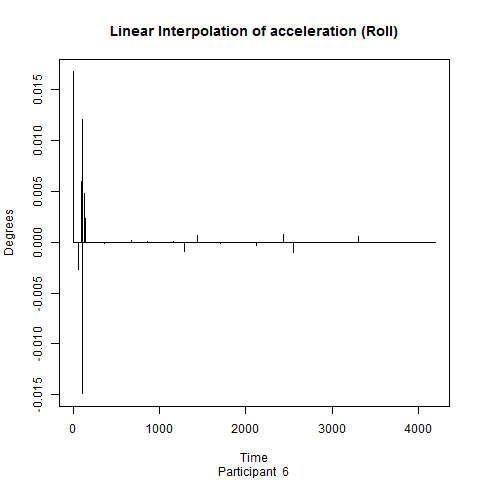 Linear Interpolation of acceleration (Roll)
Degrees
0.015
0.010
0.005
0.000
-0.005
-0.010
-0.015
0 1000 2000 3000 4000
Time
Participant 6